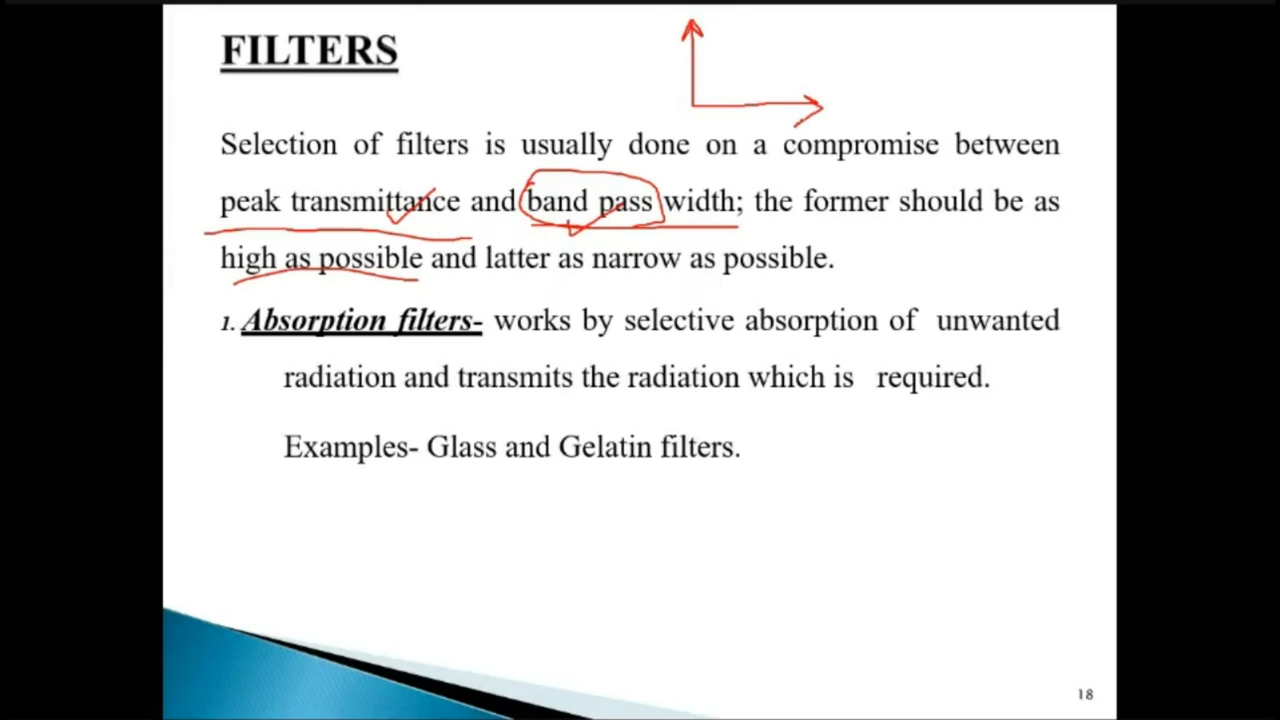 FILTERS
Selection of filters is usually done on a compromise between
peak transmittance and band pass width; the former should be as
high as possible and latter as narrow as possible.
1. Absorption filters- works by selective absorption of unwanted
radiation and transmits the radiation which is required.
Examples- Glass and Gelatin filters.
18